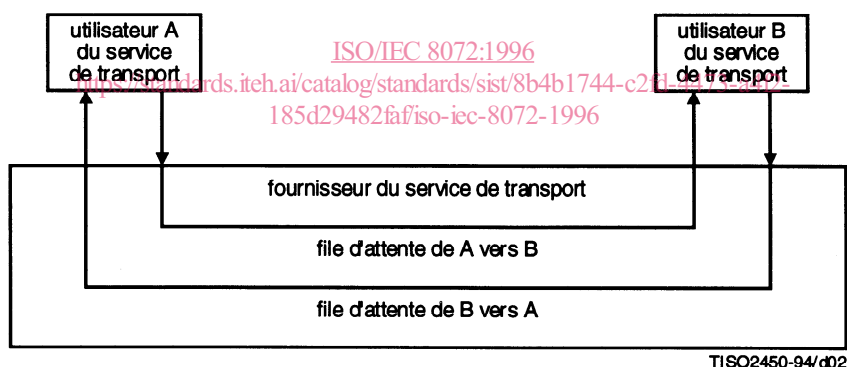 utilisateur A
du service
de transport
utilisateur B
du service
de transport
ISO/IEC 8072:1996
https://standards.iteh.ai/catalog/standards/sist/8b4b1744-c2fd-4473-a4f2-
185d29482faf/iso-iec-8072-1996
fournisseur du service de transport
file d'attente de A vers B
file d'attente de B vers A
TISO2450-94/d02